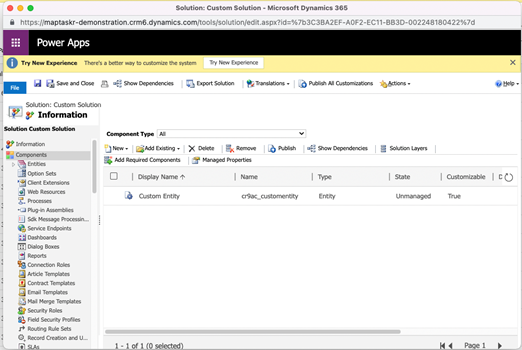 Solution: Custom Solution - Microsoft Dynamics 365
https://maptaskr-demonstration.crm6.dynamics.com/tools/solution/edit.aspx?id=%7b3C3BA2EF-A0F2-EC11-BB3D-002248180422%7d
Power Apps
Try New Experience There's a better way to customize the system Try New Experience
File Save and Close Show Dependencies Export Solution Translations Publish All Customizations Actions Help
Solution: Custom Solution
Information
Solution Custom Solution
Information
Components
Entities
Option Sets
Client Extensions
Web Resources
Processes
Plug-in Assemblies
Sdk Message Processin...
Service Endpoints
Dashboards
Dialog Boxes
Reports
Connection Roles
Article Templates
Contract Templates
Email Templates
Mail Merge Templates
Security Roles
Field Security Profiles
Routing Rule Sets
Record Creation and U...
SLAs
Component Type All
New Add Existing Delete Remove Publish Show Dependencies Solution Layers
Add Required Components Managed Properties
Display Name ↑ Name Type State Customizable D
Custom Entity cr9ac_customentity Entity Unmanaged True
1 - 1 of 1 (0 selected) Page 1